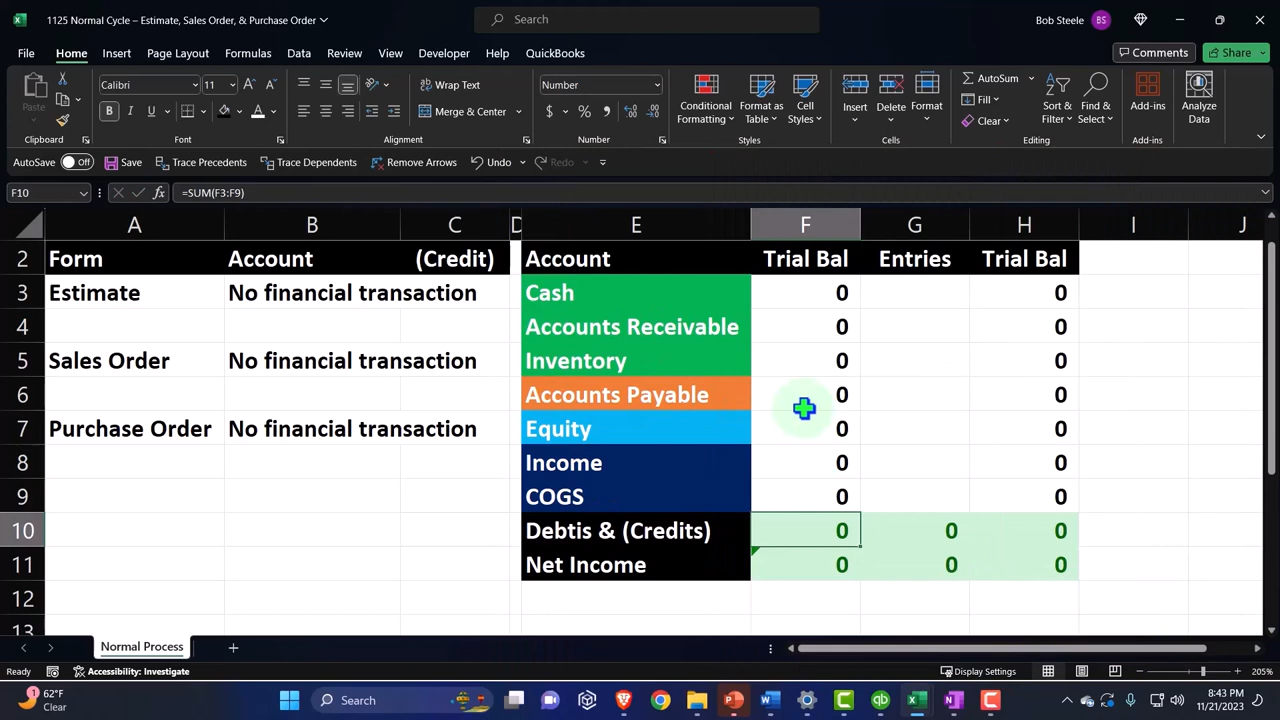 1125 Normal Cycle – Estimate, Sales Order, & Purchase Order
Search
Bob Steele BS
File Home Insert Page Layout Formulas Data Review View Developer Help QuickBooks
Comments Share
Paste
Calibri 11
Wrap Text
Number
Conditional Formatting
Format as Table
Cell Styles
Insert
Delete
Format
AutoSum
Fill
Clear
Sort & Filter
Find & Select
Add-ins
Analyze Data
B I U
Merge & Center
$ % ,
Clipboard Font Alignment Number Styles Cells Editing Add-ins
AutoSave Off Save Trace Precedents Trace Dependents Remove Arrows Undo Redo
F10 fx =SUM(F3:F9)
A B C D E F G H I J
2 Form Account (Credit) Account Trial Bal Entries Trial Bal
3 Estimate No financial transaction Cash 0 0
4 Accounts Receivable 0 0
5 Sales Order No financial transaction Inventory 0 0
6 Accounts Payable 0 0
7 Purchase Order No financial transaction Equity 0 0
8 Income 0 0
9 COGS 0 0
10 Debtis & (Credits) 0 0 0
11 Net Income 0 0 0
12
13
Normal Process
Ready Accessibility: Investigate Display Settings 205%
1 62°F Clear
Search
8:43 PM
11/21/2023